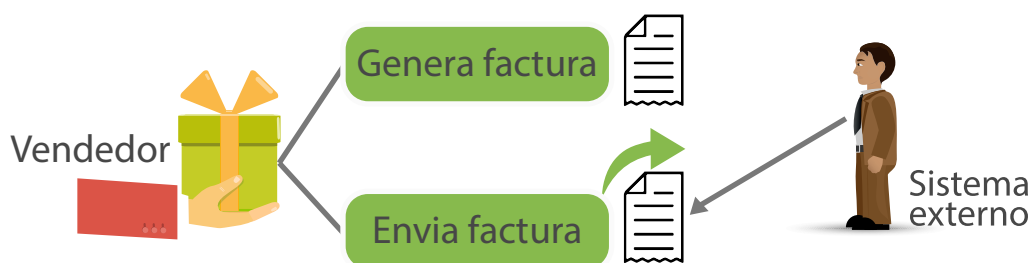 Genera factura
Vendedor
Envia factura
Sistema
externo